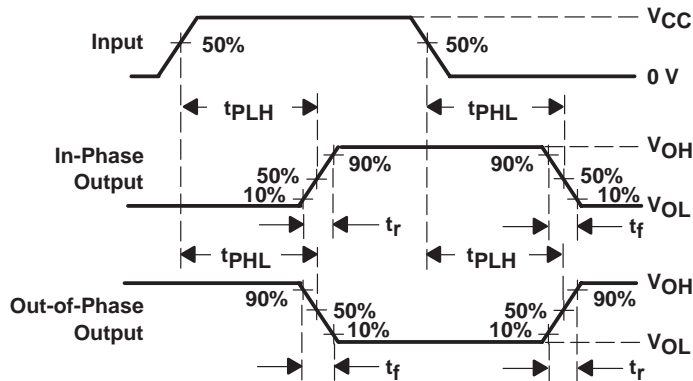 VCC
Input
50%
50%
0 V
tPLH
tPHL
In-Phase
Output
VOH
90%
90%
50%
50%
10%
10%
VOL
tr
tf
tPHL
tPLH
VOH
90%
90%
Out-of-Phase
Output
50%
50%
10%
10%
VOL
tf
tr